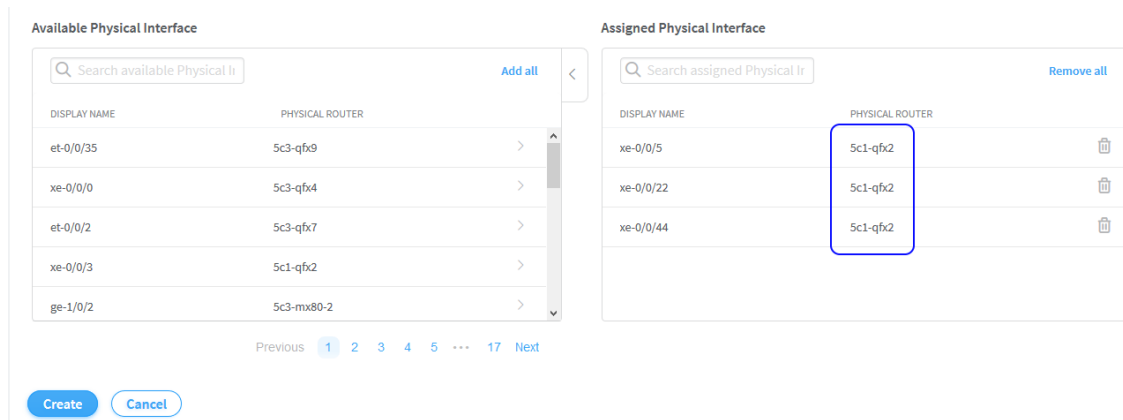 Available Physical Interface
Search available Physical Ir
Add all
DISPLAY NAME PHYSICAL ROUTER
et-0/0/35 5c3-qfx9
xe-0/0/0 5c3-qfx4
et-0/0/2 5c3-qfx7
xe-0/0/3 5c1-qfx2
ge-1/0/2 5c3-mx80-2
Previous 1 2 3 4 5 ··· 17 Next
Assigned Physical Interface
Search assigned Physical Ir
Remove all
DISPLAY NAME PHYSICAL ROUTER
xe-0/0/5 5c1-qfx2
xe-0/0/22 5c1-qfx2
xe-0/0/44 5c1-qfx2
Create Cancel